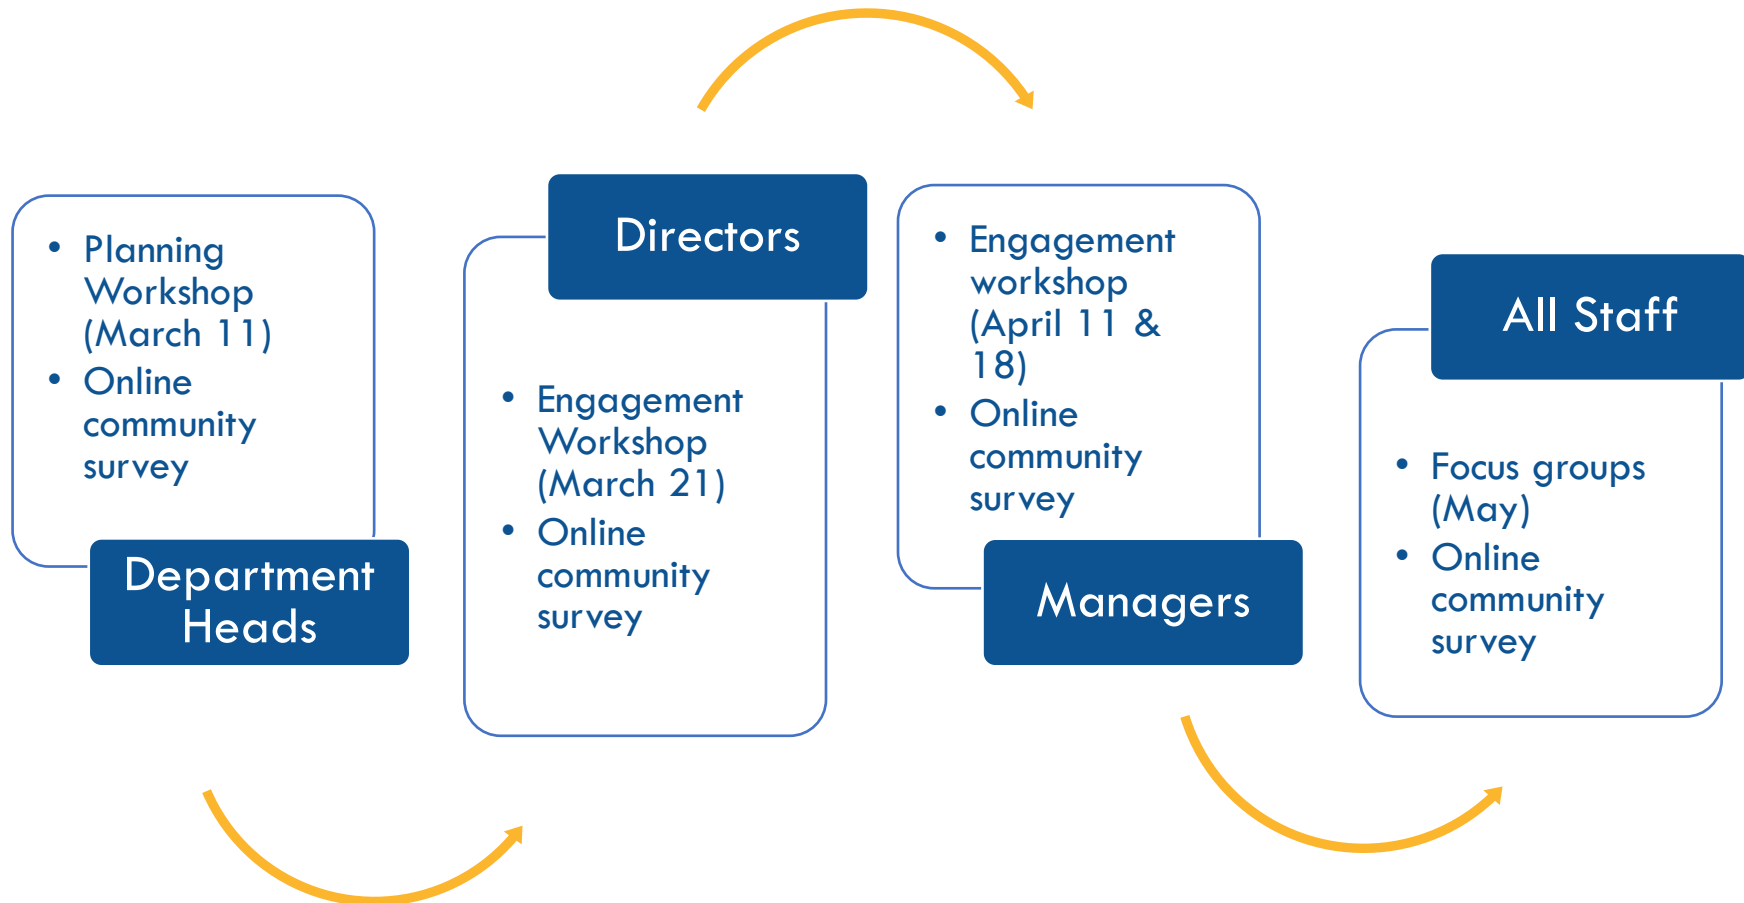 • Planning
Workshop
(March 11)
• Online
community
survey
Department
Heads
Directors
• Engagement
Workshop
(March 21)
• Online
community
survey
• Engagement
workshop
(April 11 &
18)
• Online
community
survey
Managers
All Staff
• Focus groups
(May)
• Online
community
survey